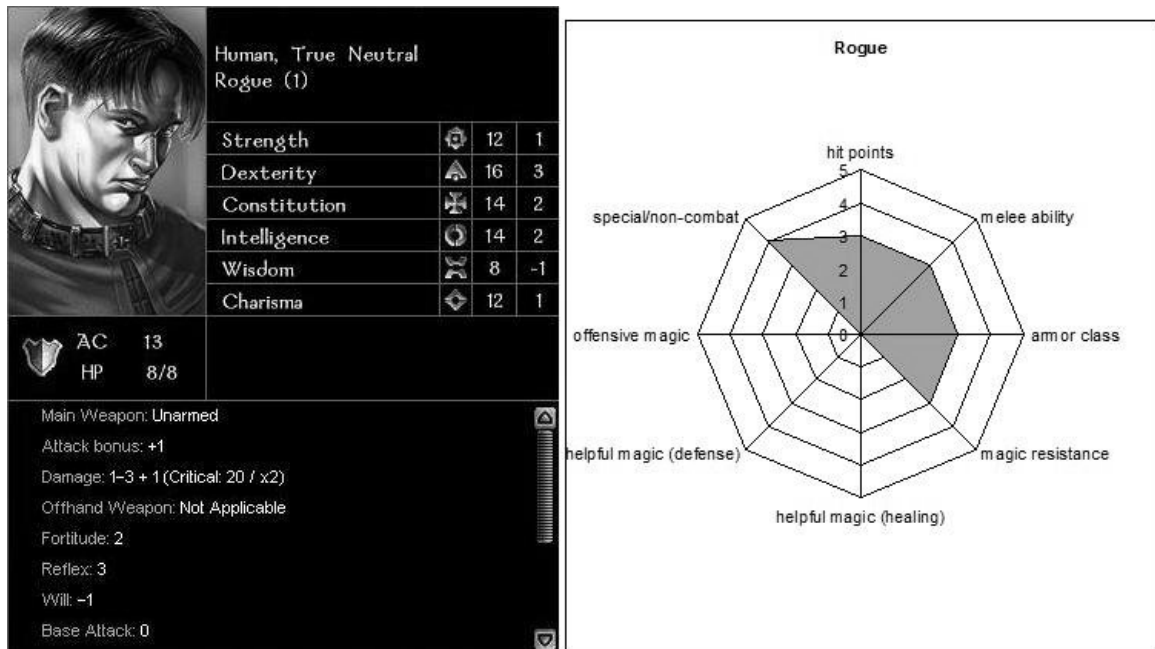 Human, True Neutral
Rogue (1)
Strength 12 1
Dexterity 16 3
Constitution 14 2
Intelligence 14 2
Wisdom 8 -1
Charisma 12 1
AC 13
HP 8/8
Main Weapon: Unarmed
Attack bonus: +1
Damage: 1-3 + 1 (Critical: 20 / x2)
Offhand Weapon: Not Applicable
Fortitude: 2
Reflex: 3
Will: -1
Base Attack: 0
Rogue
hit points
5
special/non-combat
melee ability
4
3
2
1
offensive magic
0
armor class
helpful magic (defense)
magic resistance
helpful magic (healing)